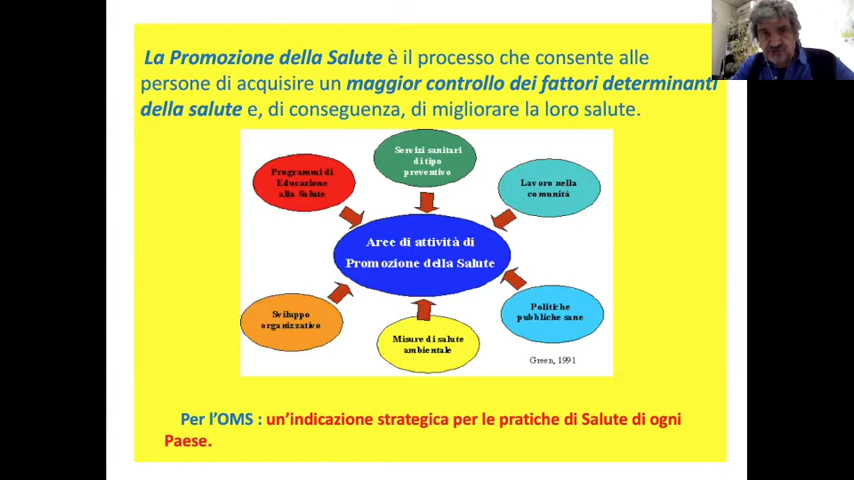 La Promozione della Salute è il processo che consente alle
persone di acquisire un maggior controllo dei fattori determinanti
della salute e, di conseguenza, di migliorare la loro salute.
Servizi sanitari
di tipo
preventivo
Programmi di
Educazione
alla Salute
Lavoro nella
comunità
Aree di attività di
Promozione della Salute
Sviluppo
organizzativo
Politiche
pubbliche sane
Misure di salute
ambientale
Green, 1991
Per l'OMS : un'indicazione strategica per le pratiche di Salute di ogni
Paese.